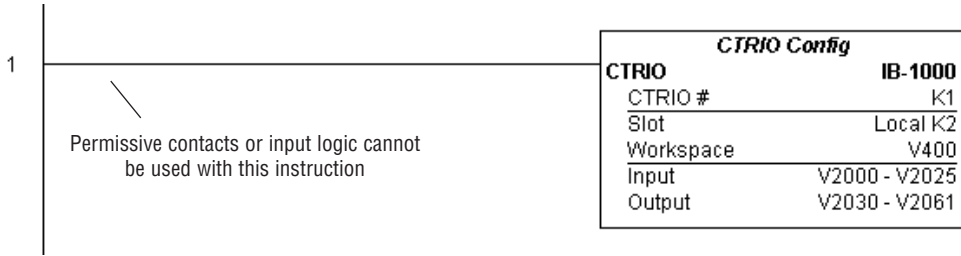 1
Permissive contacts or input logic cannot
be used with this instruction
CTRIO Config
CTRIO IB-1000
CTRIO # K1
Slot Local K2
Workspace V400
Input V2000 - V2025
Output V2030 - V2061